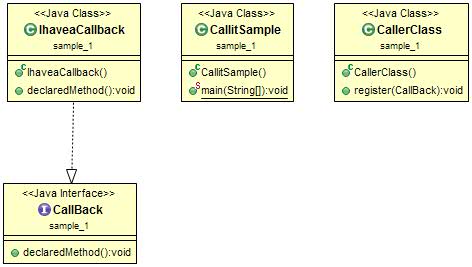 <<Java Class>>
IhaveaCallback
sample_1
IhaveaCallback()
declaredMethod():void
<<Java Class>>
CallitSample
sample_1
CallitSample()
main(String[]):void
<<Java Class>>
CallerClass
sample_1
CallerClass()
register(CallBack):void
<<Java Interface>>
CallBack
sample_1
declaredMethod():void